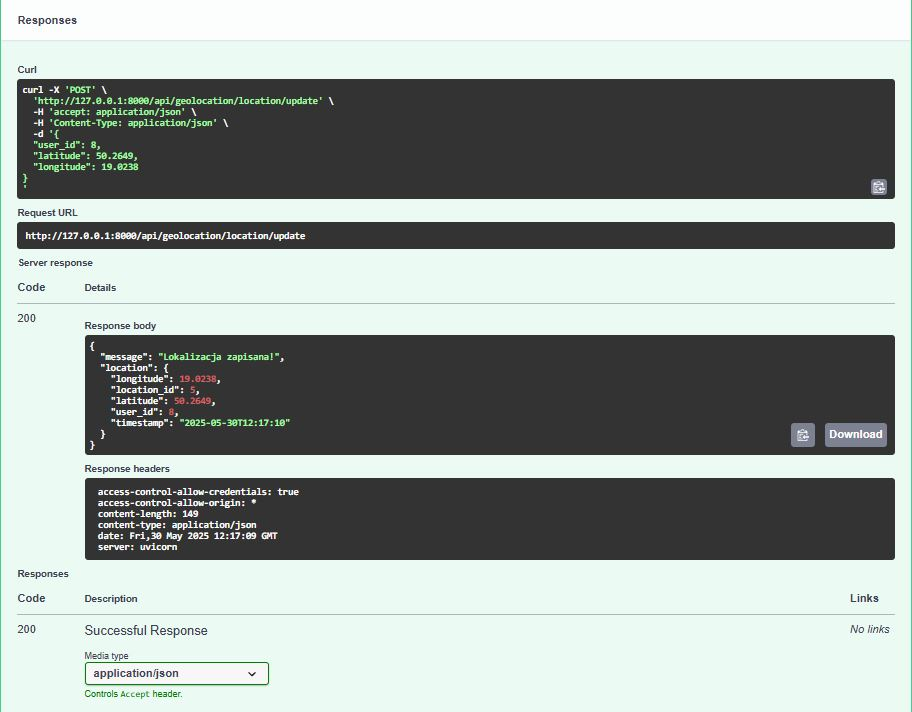 Responses
Curl
curl -X 'POST' \
  'http://127.0.0.1:8000/api/geolocation/location/update' \
  -H 'accept: application/json' \
  -H 'Content-Type: application/json' \
  -d '{
  "user_id": 8,
  "latitude": 50.2649,
  "longitude": 19.0238
}
'
Request URL
http://127.0.0.1:8000/api/geolocation/location/update
Server response
Code Details
200
Response body
{
  "message": "Lokalizacja zapisana!",
  "location": {
    "longitude": 19.0238,
    "location_id": 5,
    "latitude": 50.2649,
    "user_id": 8,
    "timestamp": "2025-05-30T12:17:10"
  }
}
Download
Response headers
access-control-allow-credentials: true
access-control-allow-origin: *
content-length: 149
content-type: application/json
date: Fri,30 May 2025 12:17:09 GMT
server: uvicorn
Responses
Code Description Links
200 Successful Response No links
Media type
application/json
Controls Accept header.